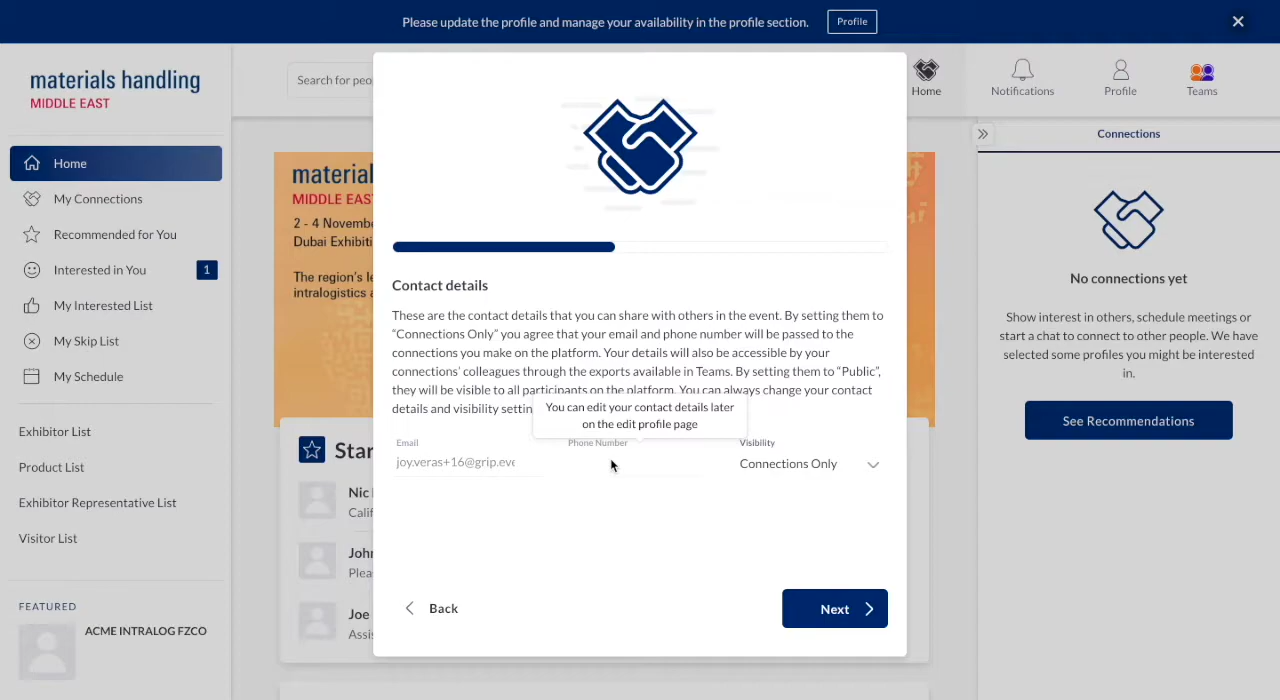 Please update the profile and manage your availability in the profile section.
Profile
materials handling
MIDDLE EAST
Search for peo
Home
Notifications
Profile
Teams
Home
My Connections
Recommended for You
Interested in You
1
My Interested List
My Skip List
My Schedule
Exhibitor List
Product List
Exhibitor Representative List
Visitor List
FEATURED
ACME INTRALOG FZCO
material
MIDDLE EAS
2 - 4 Novembe
Dubai Exhibiti
The region's le
intralogistics a
Star
Nic
Calif
John
Plea
Joe
Assis
Contact details
These are the contact details that you can share with others in the event. By setting them to
“Connections Only” you agree that your email and phone number will be passed to the
connections you make on the platform. Your details will also be accessible by your
connections’ colleagues through the exports available in Teams. By setting them to “Public”,
they will be visible to all participants on the platform. You can always change your contact
details and visibility settin
You can edit your contact details later
on the edit profile page
Email
Phone Number
Visibility
joy.veras+16@grip.eve
Connections Only
Back
Next
Connections
No connections yet
Show interest in others, schedule meetings or
start a chat to connect to other people. We have
selected some profiles you might be interested
in.
See Recommendations